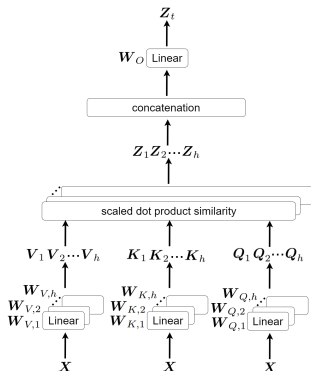 Z_t
W_O Linear
concatenation
Z_1 Z_2 ⋯ Z_h
scaled dot product similarity
V_1 V_2 ⋯ V_h K_1 K_2 ⋯ K_h Q_1 Q_2 ⋯ Q_h
W_{V,h} W_{K,h} W_{Q,h}
W_{V,2} W_{K,2} W_{Q,2}
W_{V,1} Linear W_{K,1} Linear W_{Q,1} Linear
X X X